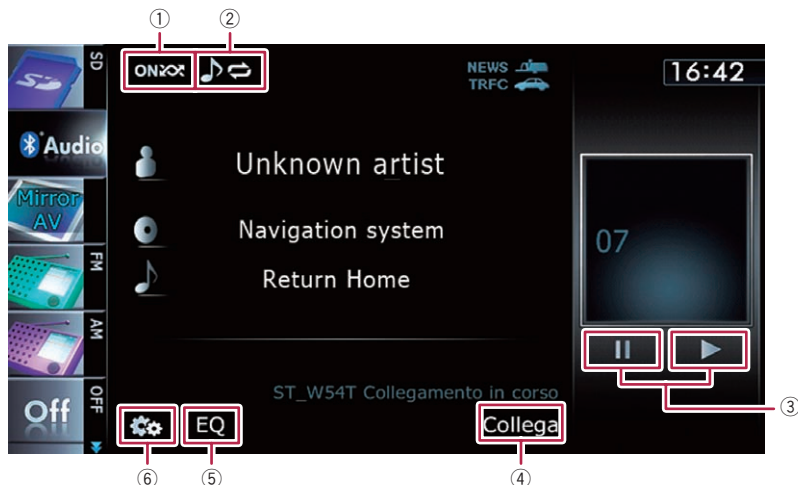 ① ②
SD
ON
NEWS
TRFC
16:42
Audio
Unknown artist
Mirror
AV
Navigation system
07
FM
Return Home
AM
ST_W54T Collegamento in corso
OFF
Off
EQ
Collega
③
⑥ ⑤ ④